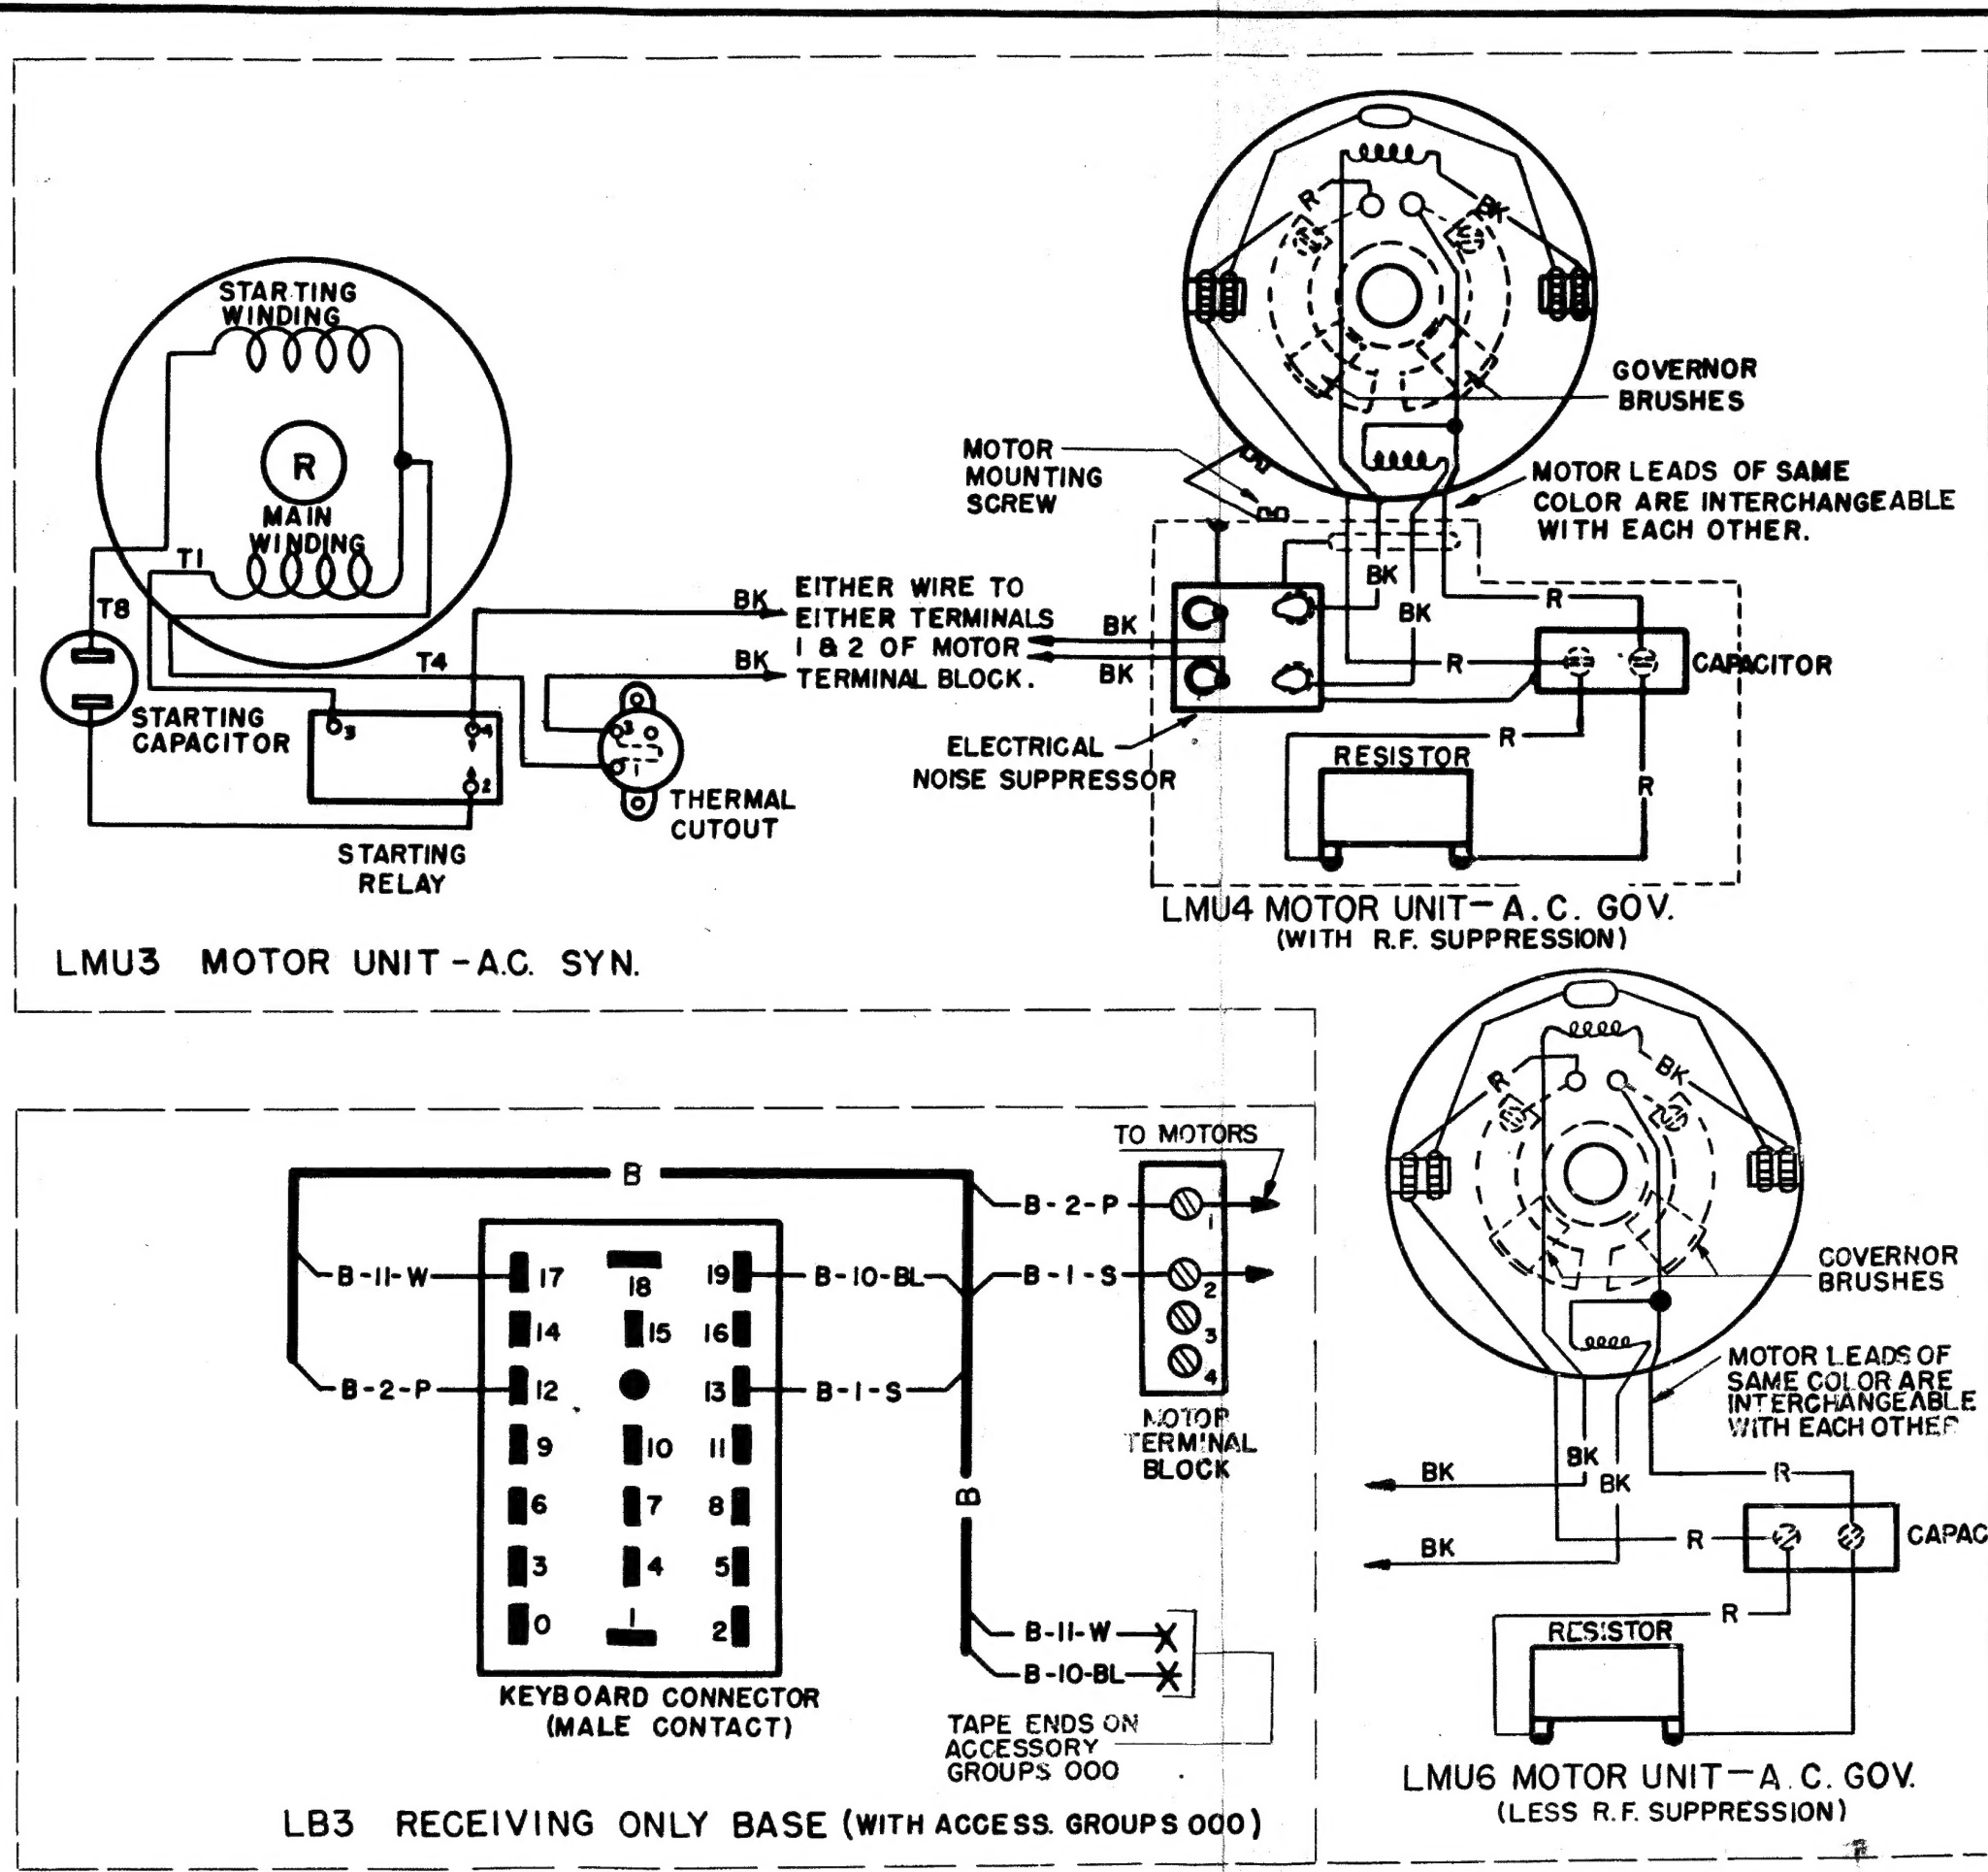 STARTING
WINDING
R
MAIN
WINDING
T1
T8
T4
STARTING
CAPACITOR
3
4
2
STARTING
RELAY
3
1
THERMAL
CUTOUT
BK
BK
EITHER WIRE TO
EITHER TERMINALS
1 & 2 OF MOTOR
TERMINAL BLOCK.
LMU3 MOTOR UNIT - A.C. SYN.
R
BK
GOVERNOR
BRUSHES
MOTOR
MOUNTING
SCREW
MOTOR LEADS OF SAME
COLOR ARE INTERCHANGEABLE
WITH EACH OTHER.
BK
BK
BK
BK
R
R
CAPACITOR
R
R
ELECTRICAL
NOISE SUPPRESSOR
RESISTOR
LMU4 MOTOR UNIT - A.C. GOV.
(WITH R.F. SUPPRESSION)
B
B-11-W
B-2-P
17
18
19
14
15
16
12
13
9
10
11
6
7
8
3
4
5
0
1
2
B-10-BL
B-1-S
KEYBOARD CONNECTOR
(MALE CONTACT)
TO MOTORS
B-2-P
B-1-S
1
2
3
4
MOTOR
TERMINAL
BLOCK
B
B-11-W
B-10-BL
TAPE ENDS ON
ACCESSORY
GROUPS 000
LB3 RECEIVING ONLY BASE (WITH ACCESS. GROUPS 000)
R
BK
GOVERNOR
BRUSHES
MOTOR LEADS OF
SAME COLOR ARE
INTERCHANGEABLE
WITH EACH OTHER
BK
BK
BK
BK
R
R
CAPAC
R
RESISTOR
LMU6 MOTOR UNIT - A.C. GOV.
(LESS R.F. SUPPRESSION)